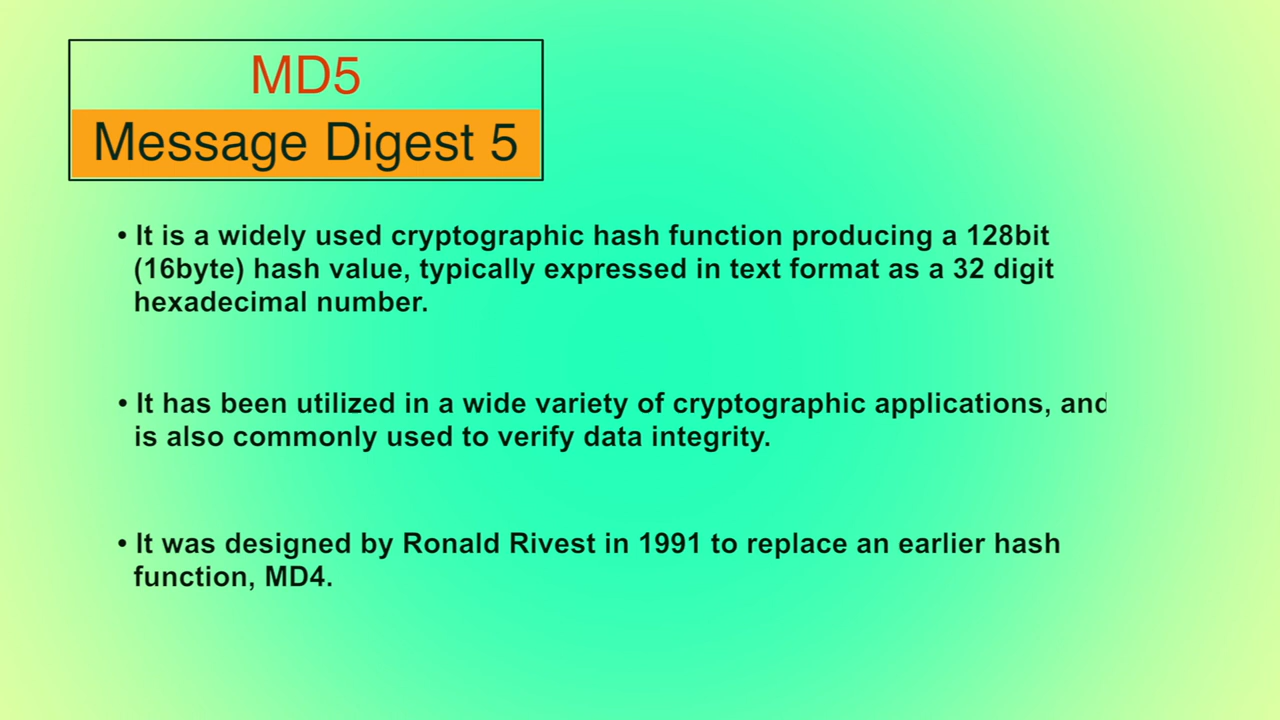 MD5
Message Digest 5
• It is a widely used cryptographic hash function producing a 128bit
(16byte) hash value, typically expressed in text format as a 32 digit
hexadecimal number.
• It has been utilized in a wide variety of cryptographic applications, and
is also commonly used to verify data integrity.
• It was designed by Ronald Rivest in 1991 to replace an earlier hash
function, MD4.